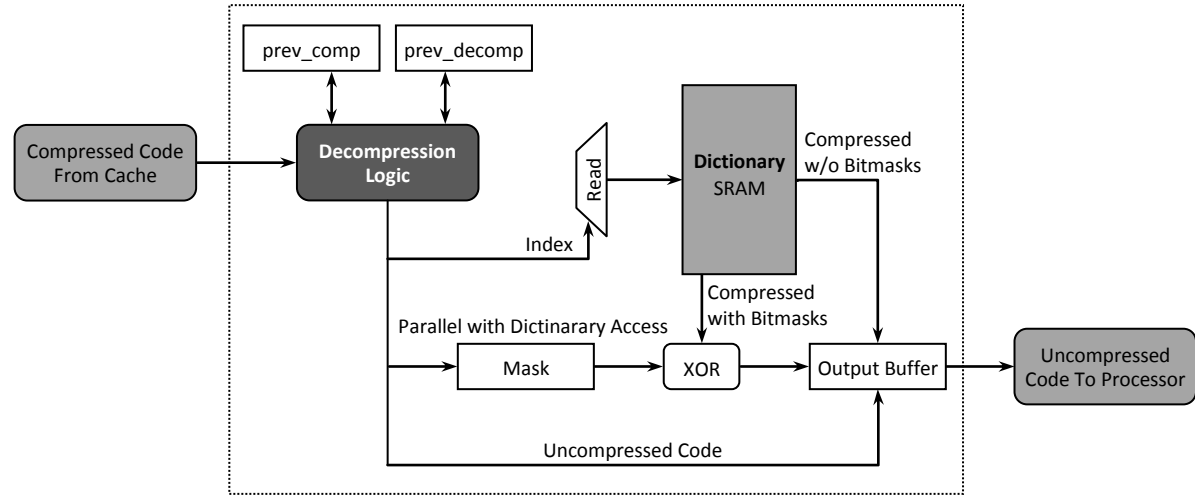 prev_comp
prev_decomp
Compressed Code
From Cache
Decompression
Logic
Read
Dictionary
SRAM
Compressed
w/o Bitmasks
Index
Compressed
with Bitmasks
Parallel with Dictinarary Access
Mask
XOR
Output Buffer
Uncompressed
Code To Processor
Uncompressed Code